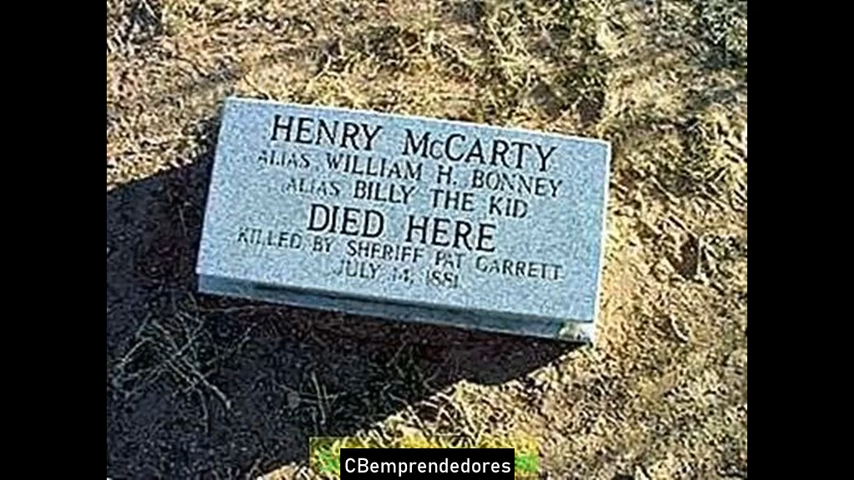 HENRY McCARTY
ALIAS WILLIAM H. BONNEY
ALIAS BILLY THE KID
DIED HERE
KILLED BY SHERIFF PAT GARRETT
JULY 14, 1881
CBemprendedores